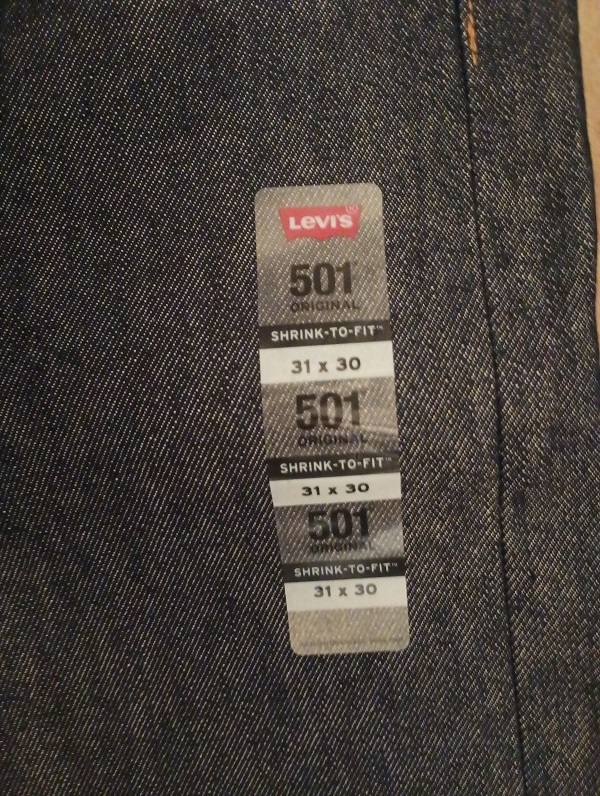 Levi's
501
ORIGINAL
SHRINK-TO-FIT™
31 x 30
501
ORIGINAL
SHRINK-TO-FIT™
31 x 30
501
ORIGINAL
SHRINK-TO-FIT™
31 x 30